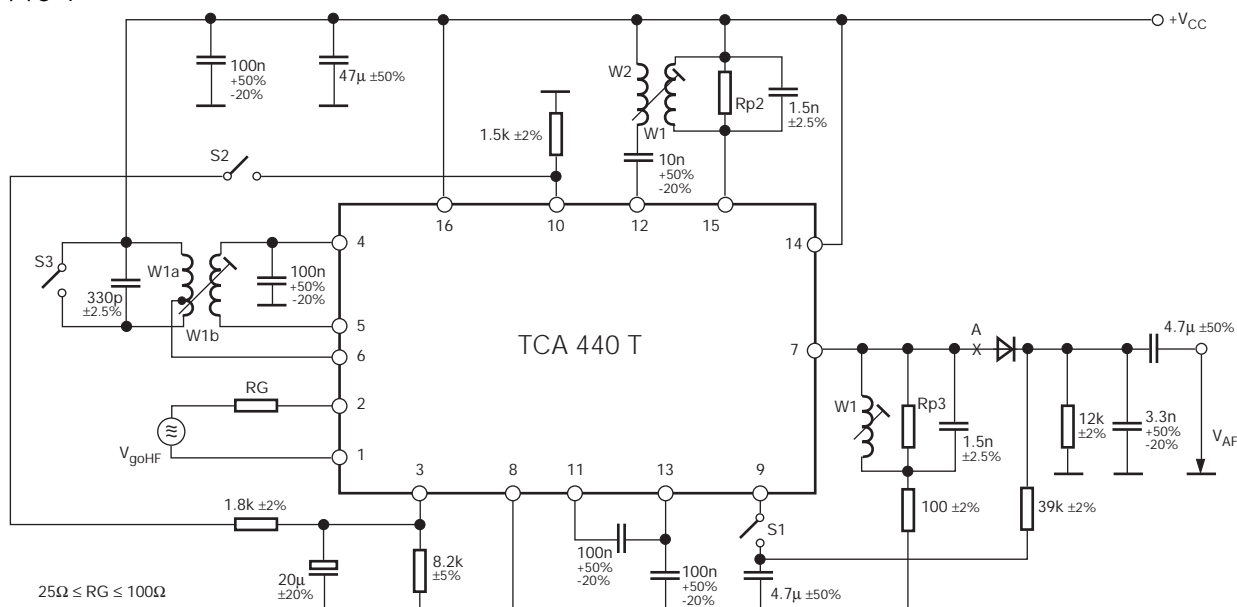 +VCC
100n
+50%
-20%
47µ ±50%
W2
W1
Rp2
1.5n
±2.5%
1.5k ±2%
10n
+50%
-20%
S2
16
10
12
15
14
S3
330p
±2.5%
W1a
W1b
100n
+50%
-20%
4
5
6
TCA 440 T
7
A
X
4.7µ ±50%
RG
2
VgoHF
1
W1
Rp3
1.5n
±2.5%
12k
±2%
3.3n
+50%
-20%
VAF
3
8
11
13
9
1.8k ±2%
S1
100 ±2%
39k ±2%
20µ
±20%
8.2k
±5%
100n
+50%
-20%
100n
+50%
-20%
4.7µ ±50%
25Ω ≤ RG ≤ 100Ω